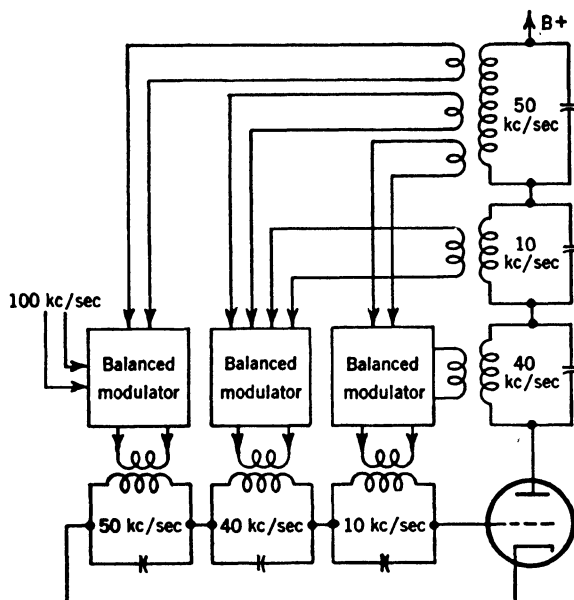 B+
50
kc/sec
10
kc/sec
100 kc/sec
Balanced
modulator
Balanced
modulator
Balanced
modulator
40
kc/sec
50 kc/sec
40 kc/sec
10 kc/sec